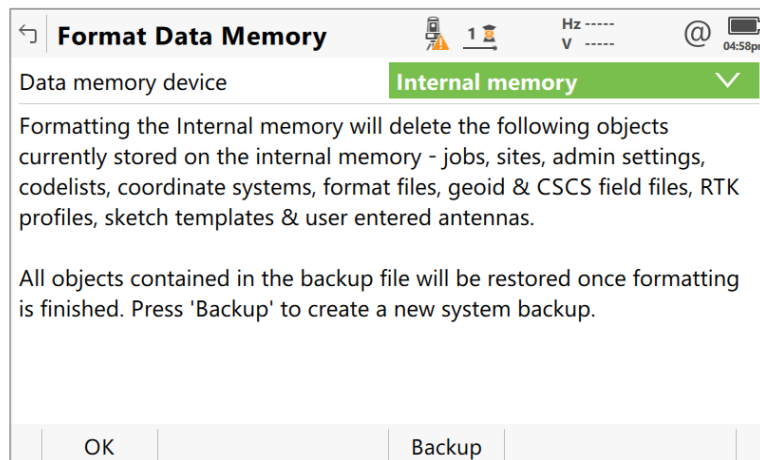 Format Data Memory
1
Hz -----
V -----
@
04:58p
Data memory device
Internal memory
Formatting the Internal memory will delete the following objects
currently stored on the internal memory - jobs, sites, admin settings,
codelists, coordinate systems, format files, geoid & CSCS field files, RTK
profiles, sketch templates & user entered antennas.
All objects contained in the backup file will be restored once formatting
is finished. Press 'Backup' to create a new system backup.
OK
Backup